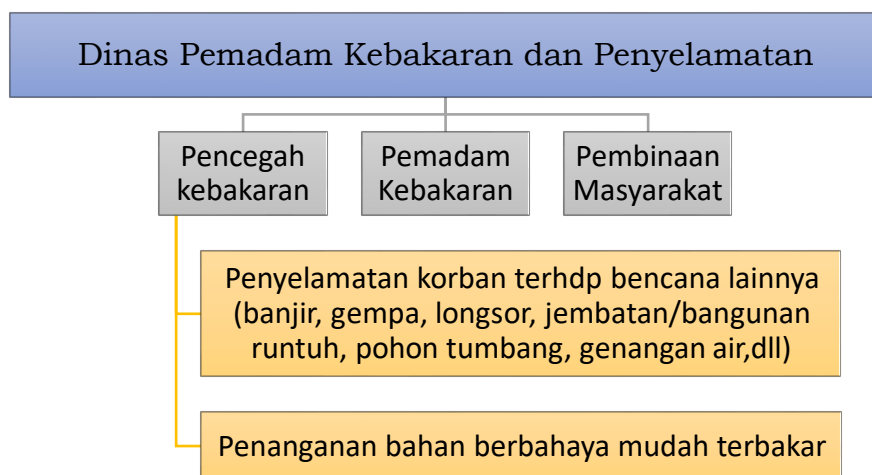 Dinas Pemadam Kebakaran dan Penyelamatan
Pencegah
kebakaran
Pemadam
Kebakaran
Pembinaan
Masyarakat
Penyelamatan korban terhdp bencana lainnya
(banjir, gempa, longsor, jembatan/bangunan
runtuh, pohon tumbang, genangan air,dll)
Penanganan bahan berbahaya mudah terbakar